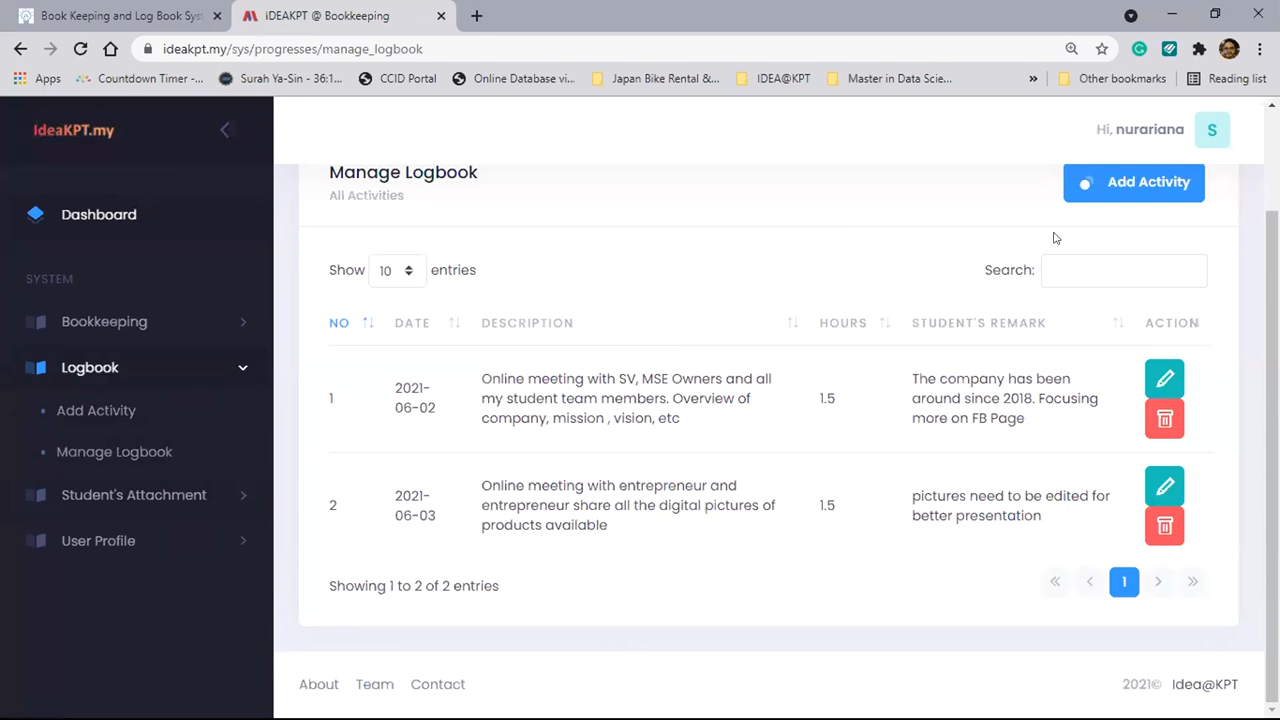 Book Keeping and Log Book Sys
IDEAKPT @ Bookkeeping
ideakpt.my/sys/progresses/manage_logbook
Apps
Countdown Timer -...
Surah Ya-Sin - 36:1...
CCID Portal
Online Database vi...
Japan Bike Rental &...
IDEA@KPT
Master in Data Scie...
Other bookmarks
Reading list
IdeaKPT.my
Hi, nurariana
S
Dashboard
SYSTEM
Bookkeeping
Logbook
Add Activity
Manage Logbook
Student's Attachment
User Profile
Manage Logbook
All Activities
Add Activity
Show 10 entries
Search:
NO DATE DESCRIPTION HOURS STUDENT'S REMARK ACTION
1
2021-
06-02
Online meeting with SV, MSE Owners and all
my student team members. Overview of
company, mission , vision, etc
1.5
The company has been
around since 2018. Focusing
more on FB Page
2
2021-
06-03
Online meeting with entrepreneur and
entrepreneur share all the digital pictures of
products available
1.5
pictures need to be edited for
better presentation
Showing 1 to 2 of 2 entries
1
About Team Contact
2021© Idea@KPT